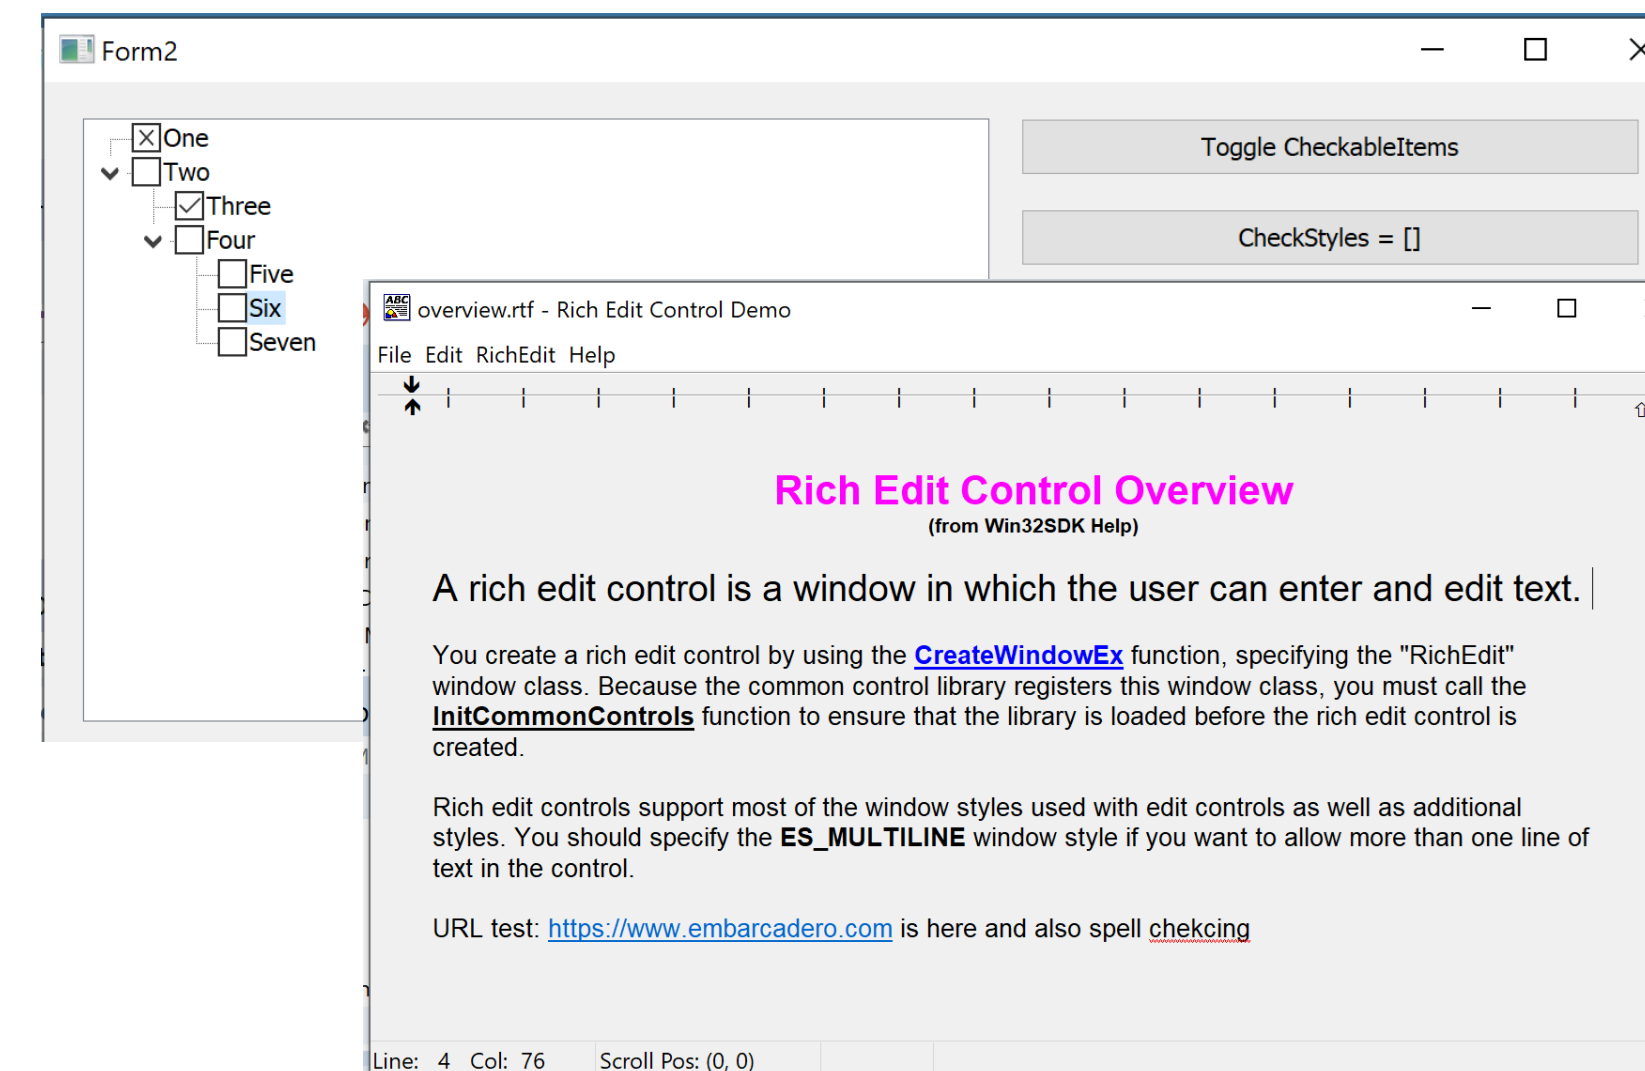 Form2
One
Two
Three
Four
Five
Six
Seven
Toggle CheckableItems
CheckStyles = []
overview.rtf - Rich Edit Control Demo
File Edit RichEdit Help
Rich Edit Control Overview
(from Win32SDK Help)
A rich edit control is a window in which the user can enter and edit text.
You create a rich edit control by using the CreateWindowEx function, specifying the "RichEdit"
window class. Because the common control library registers this window class, you must call the
InitCommonControls function to ensure that the library is loaded before the rich edit control is
created.
Rich edit controls support most of the window styles used with edit controls as well as additional
styles. You should specify the ES_MULTILINE window style if you want to allow more than one line of
text in the control.
URL test: https://www.embarcadero.com is here and also spell chekcing
Line: 4 Col: 76 Scroll Pos: (0, 0)